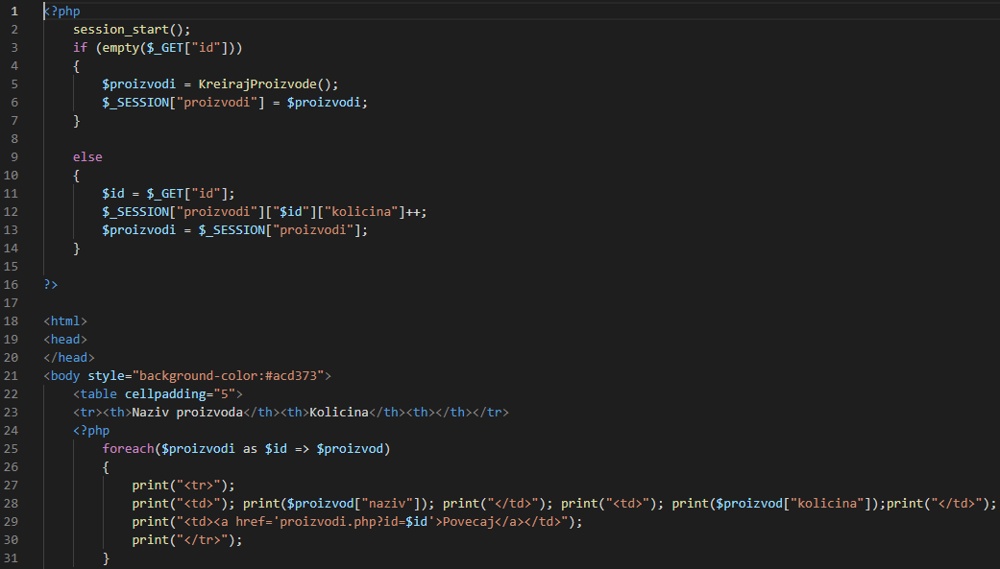 1 <?php
2 session_start();
3 if (empty($_GET["id"]))
4 {
5 $proizvodi = KreirajProizvode();
6 $_SESSION["proizvodi"] = $proizvodi;
7 }
8
9 else
10 {
11 $id = $_GET["id"];
12 $_SESSION["proizvodi"]["$id"]["kolicina"]++;
13 $proizvodi = $_SESSION["proizvodi"];
14 }
15
16 ?>
17
18 <html>
19 <head>
20 </head>
21 <body style="background-color:#acd373">
22 <table cellpadding="5">
23 <tr><th>Naziv proizvoda</th><th>Kolicina</th><th></th></tr>
24 <?php
25 foreach($proizvodi as $id => $proizvod)
26 {
27 print("<tr>");
28 print("<td>"); print($proizvod["naziv"]); print("</td>"); print("<td>"); print($proizvod["kolicina"]);print("</td>");
29 print("<td><a href='proizvodi.php?id=$id'>Povecaj</a></td>");
30 print("</tr>");
31 }